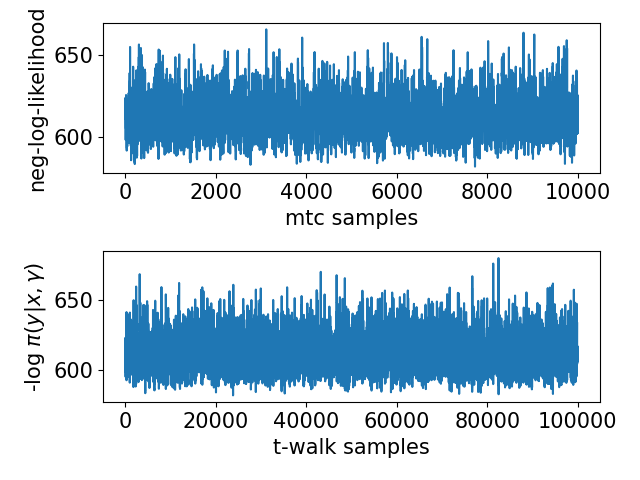 neg-log-likelihood
650
600
0 2000 4000 6000 8000 10000
mtc samples
-log π(y|x, γ)
650
600
0 20000 40000 60000 80000 100000
t-walk samples